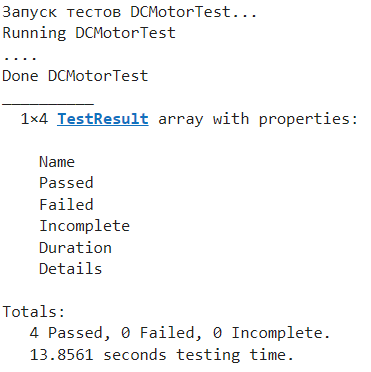 Запуск тестов DCMotorTest...
Running DCMotorTest
....
Done DCMotorTest
__________
1×4 TestResult array with properties:
Name
Passed
Failed
Incomplete
Duration
Details
Totals:
4 Passed, 0 Failed, 0 Incomplete.
13.8561 seconds testing time.